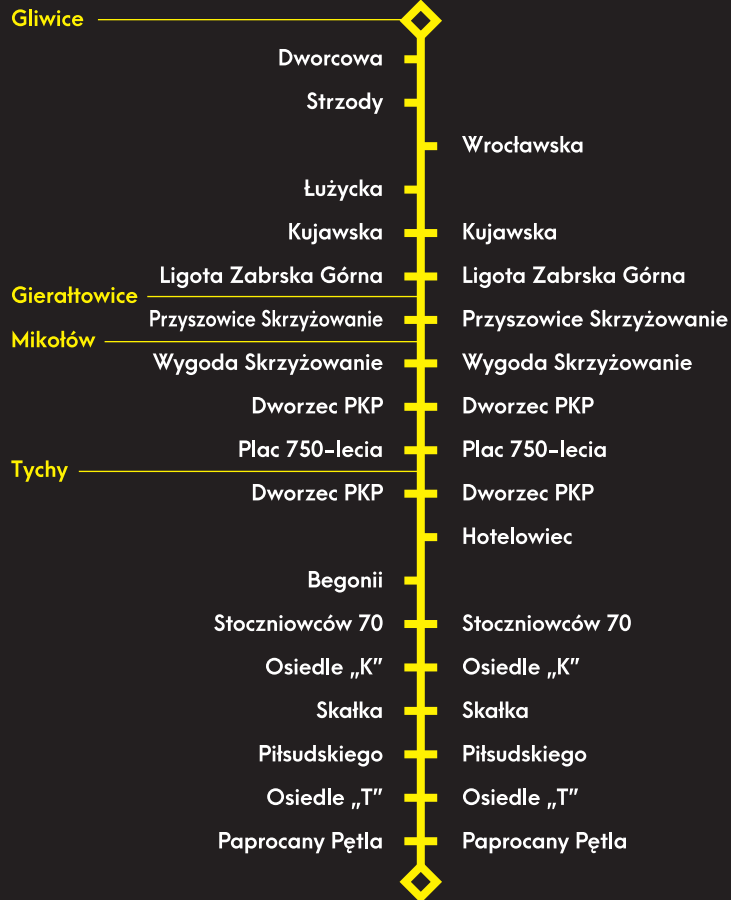 Gliwice
Dworcowa
Strzody
Wrocławska
Łużycka
Kujawska Kujawska
Ligota Zabrska Górna Ligota Zabrska Górna
Gierałtowice
Przyszowice Skrzyżowanie Przyszowice Skrzyżowanie
Mikołów
Wygoda Skrzyżowanie Wygoda Skrzyżowanie
Dworzec PKP Dworzec PKP
Plac 750-lecia Plac 750-lecia
Tychy
Dworzec PKP Dworzec PKP
Hotelowiec
Begonii
Stoczniowców 70 Stoczniowców 70
Osiedle „K” Osiedle „K”
Skałka Skałka
Piłsudskiego Piłsudskiego
Osiedle „T” Osiedle „T”
Paprocany Pętla Paprocany Pętla